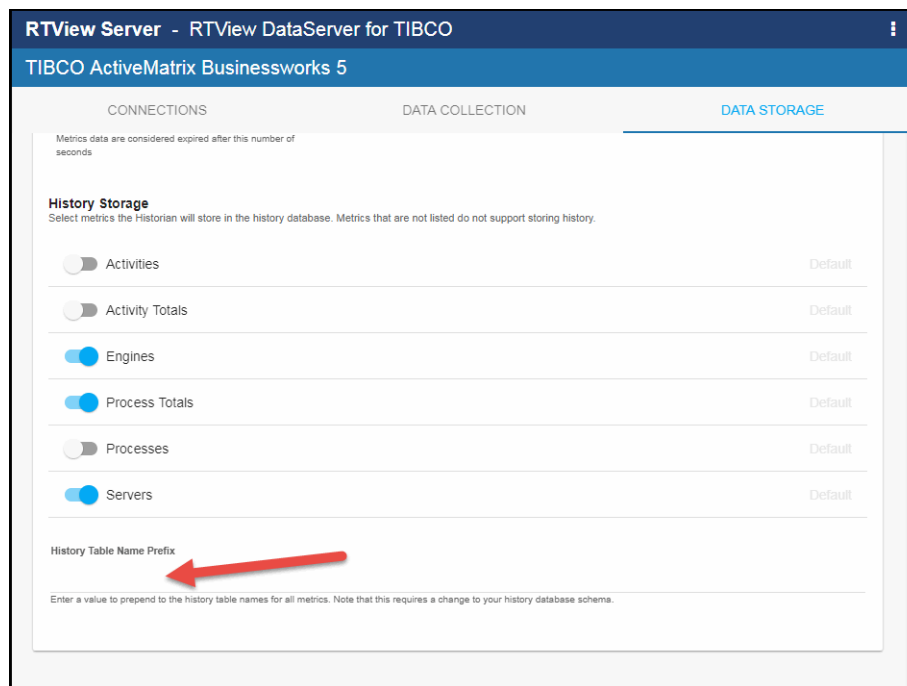 RTView Server - RTView DataServer for TIBCO
TIBCO ActiveMatrix Businessworks 5
CONNECTIONS DATA COLLECTION DATA STORAGE
Metrics data are considered expired after this number of
seconds
History Storage
Select metrics the Historian will store in the history database. Metrics that are not listed do not support storing history.
Activities Default
Activity Totals Default
Engines Default
Process Totals Default
Processes Default
Servers Default
History Table Name Prefix
Enter a value to prepend to the history table names for all metrics. Note that this requires a change to your history database schema.